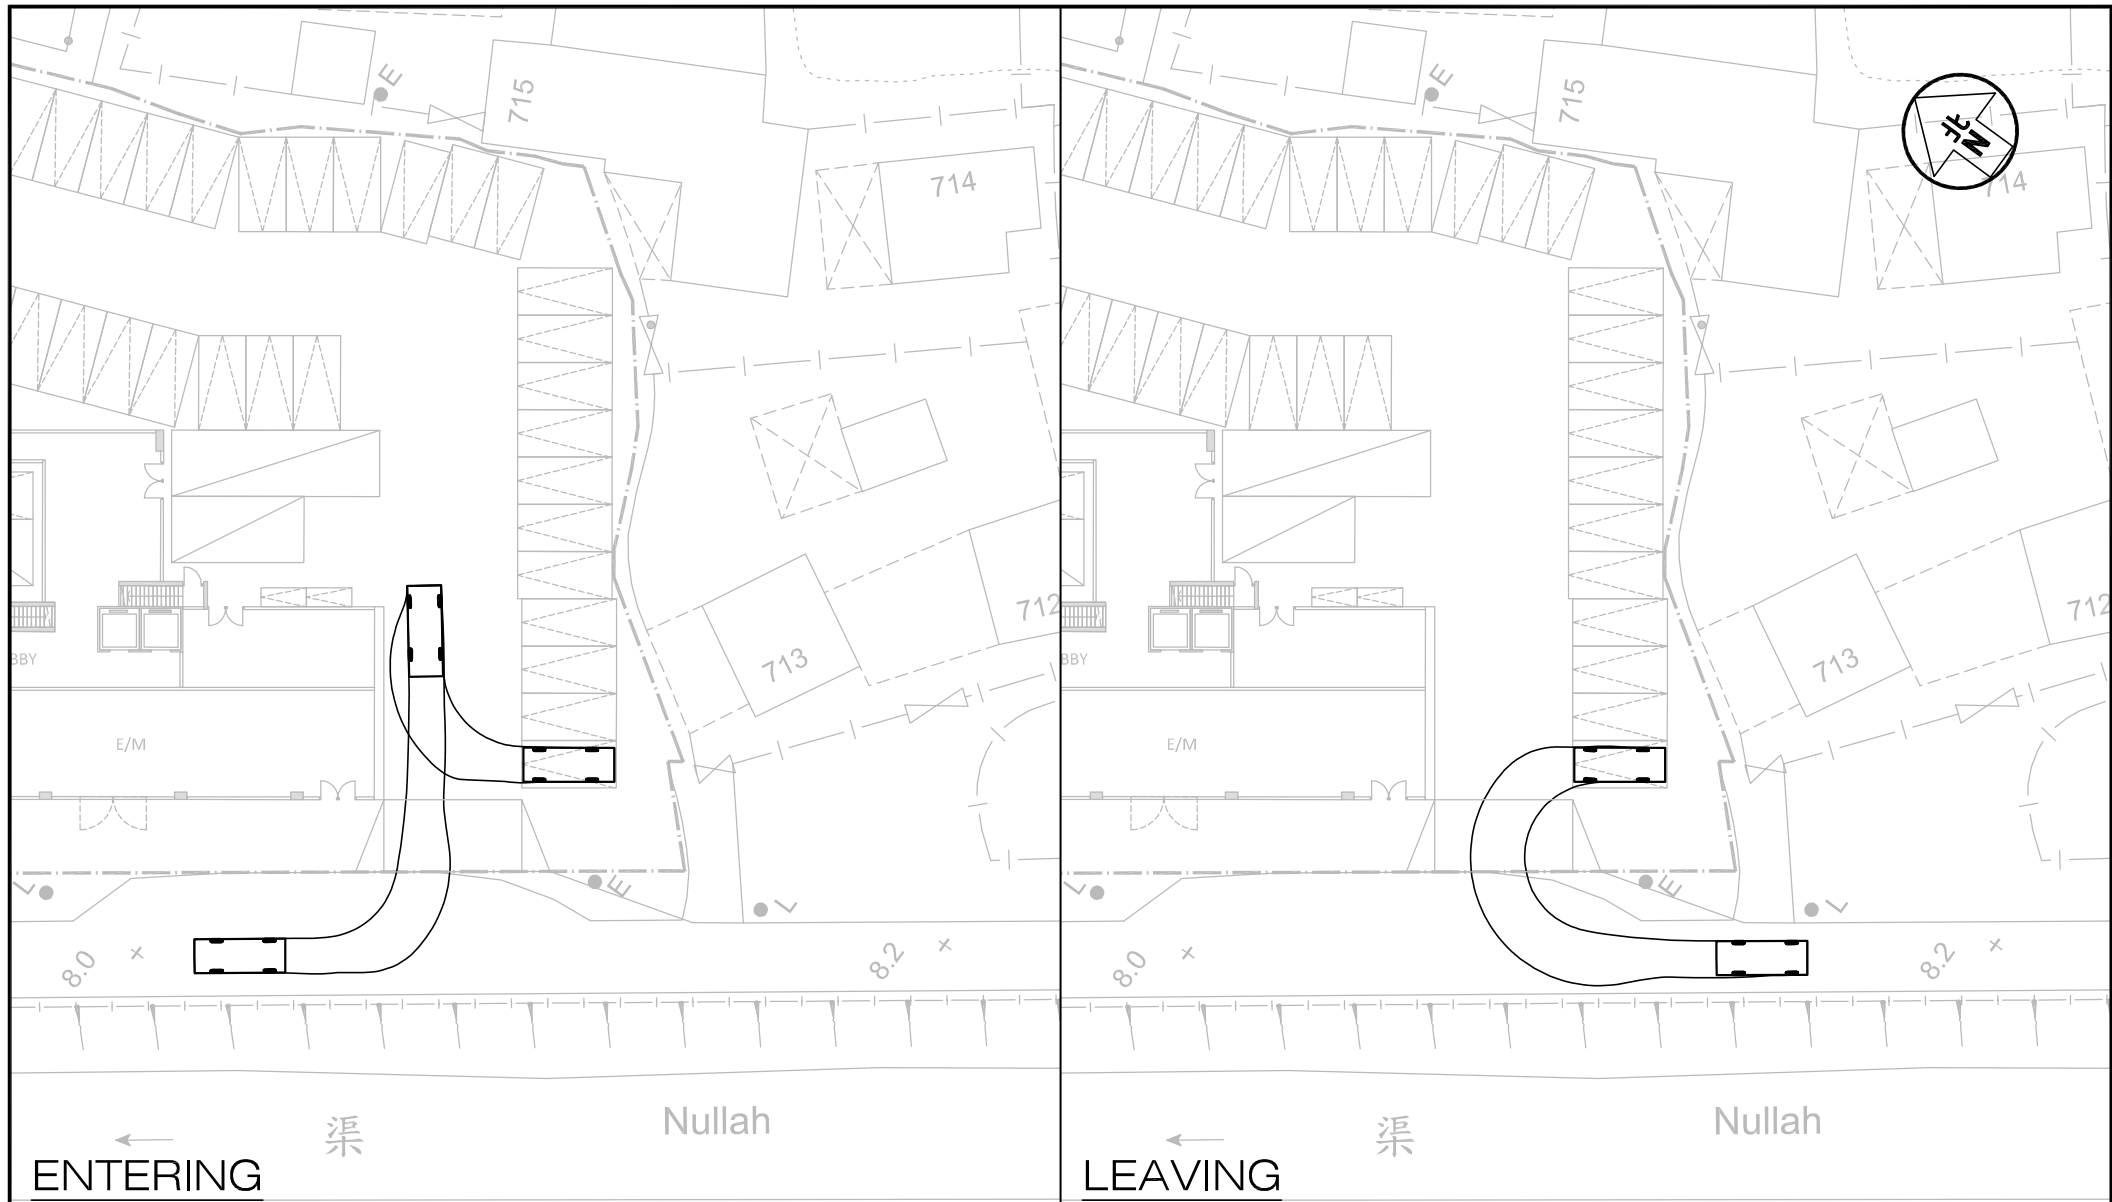 E
715
714
712
713
BBY
E/M
L
E
L
8.0
8.2
渠
Nullah
ENTERING
E
715
北
N
714
712
713
BBY
E/M
L
E
L
8.0
8.2
渠
Nullah
LEAVING